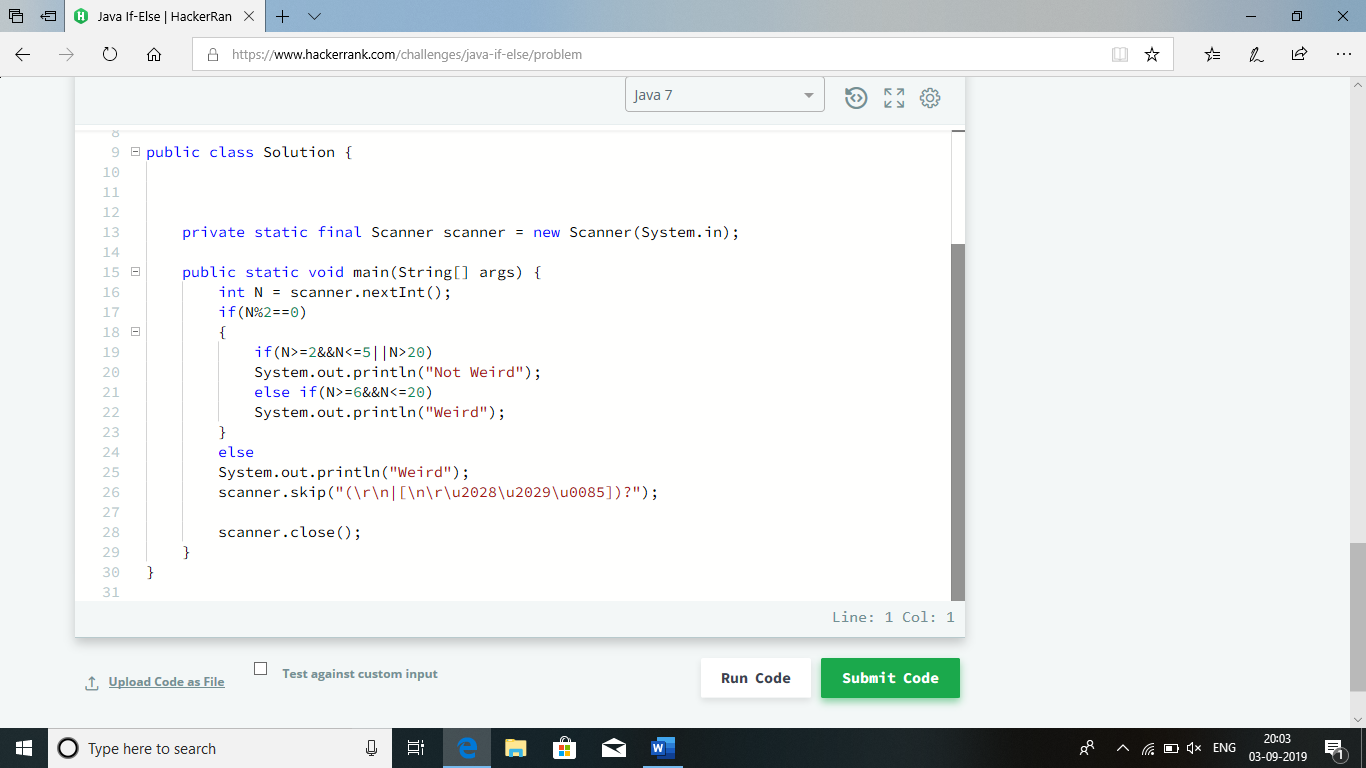 Java If-Else | HackerRan
https://www.hackerrank.com/challenges/java-if-else/problem
Java 7
8
9 public class Solution {
10
11
12
13 private static final Scanner scanner = new Scanner(System.in);
14
15 public static void main(String[] args) {
16 int N = scanner.nextInt();
17 if(N%2==0)
18 {
19 if(N>=2&&N<=5||N>20)
20 System.out.println("Not Weird");
21 else if(N>=6&&N<=20)
22 System.out.println("Weird");
23 }
24 else
25 System.out.println("Weird");
26 scanner.skip("(\r\n|[\n\r\u2028\u2029\u0085])?");
27
28 scanner.close();
29 }
30 }
31
Line: 1 Col: 1
Upload Code as File
Test against custom input
Run Code
Submit Code
Type here to search
ENG
20:03
03-09-2019
1